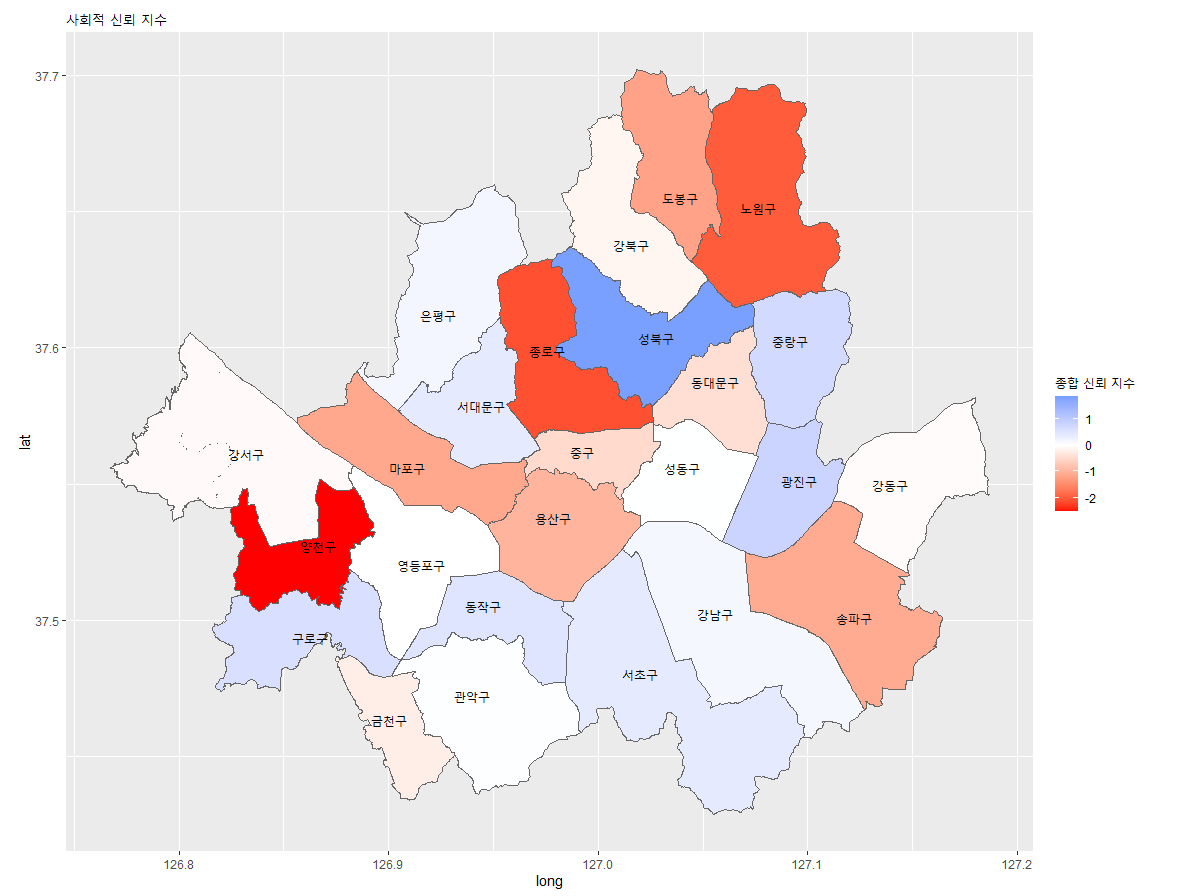 사회적 신뢰 지수
37.7
도봉구
노원구
강북구
은평구
37.6
종로구
성북구
중랑구
종합 신뢰 지수
서대문구
동대문구
1
강서구
중구
0
마포구
성동구
-1
광진구
강동구
-2
lat
용산구
양천구
영등포구
동작구
강남구
37.5
송파구
구로구
서초구
관악구
금천구
126.8
126.9
127.0
127.1
127.2
long